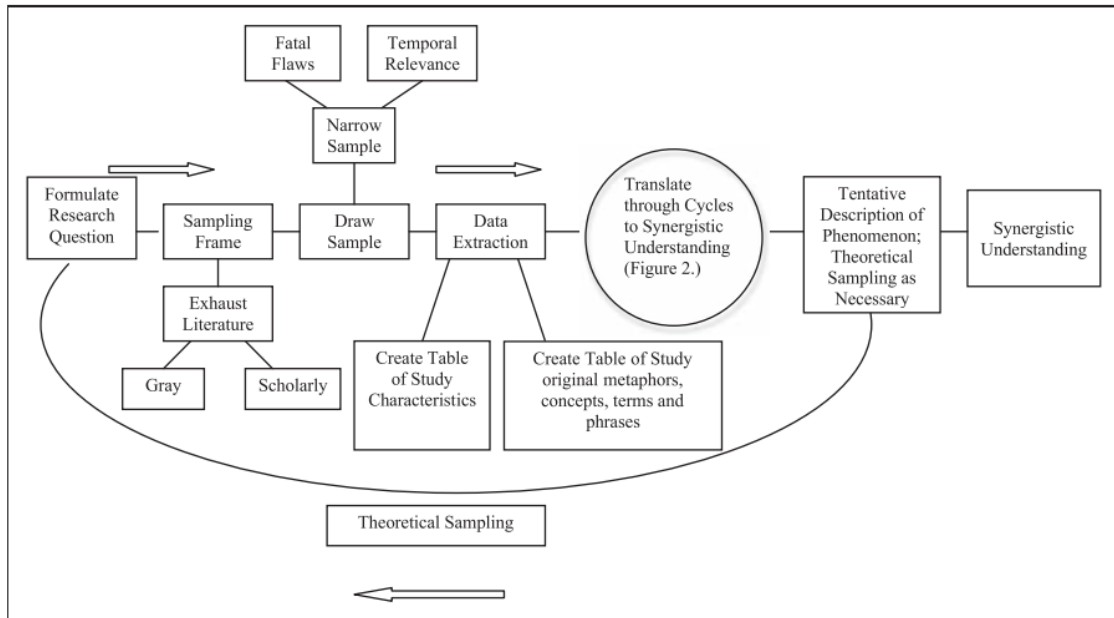 Fatal
Flaws
Temporal
Relevance
Narrow
Sample
Formulate
Research
Question
Sampling
Frame
Draw
Sample
Data
Extraction
Translate
through Cycles
to Synergistic
Understanding
(Figure 2.)
Tentative
Description of
Phenomenon;
Theoretical
Sampling as
Necessary
Synergistic
Understanding
Exhaust
Literature
Gray
Scholarly
Create Table
of Study
Characteristics
Create Table of Study
original metaphors,
concepts, terms and
phrases
Theoretical Sampling